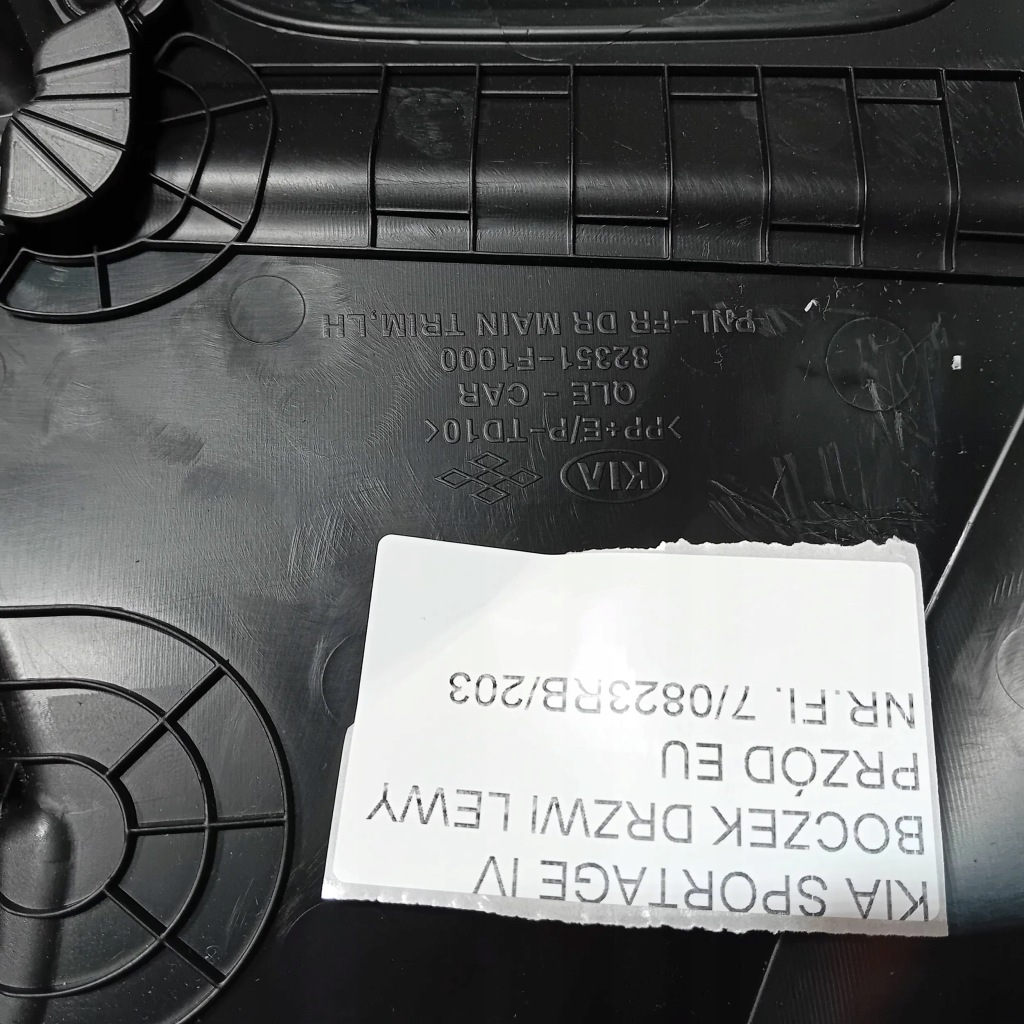 KIA SPORTAGE IV
BOCZEK DRZWI LEWY
PRZÓD EU
NR.FI. 7/0823RB/203
KIA
>PP+E/P-TD10<
QLE - CAR
82351-F1000
PNL-FR DR MAIN TRIM,LH